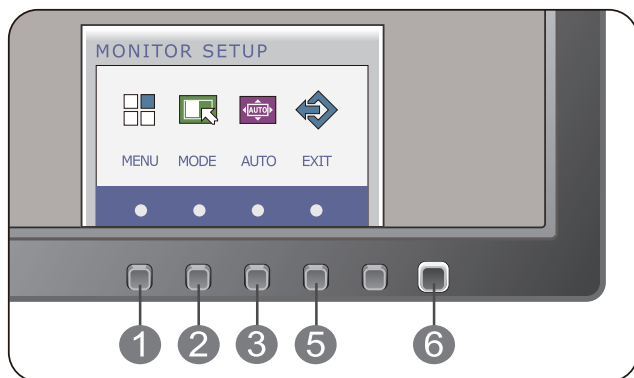 MONITOR SETUP
AUTO
MENU MODE AUTO EXIT
1 2 3 5 6